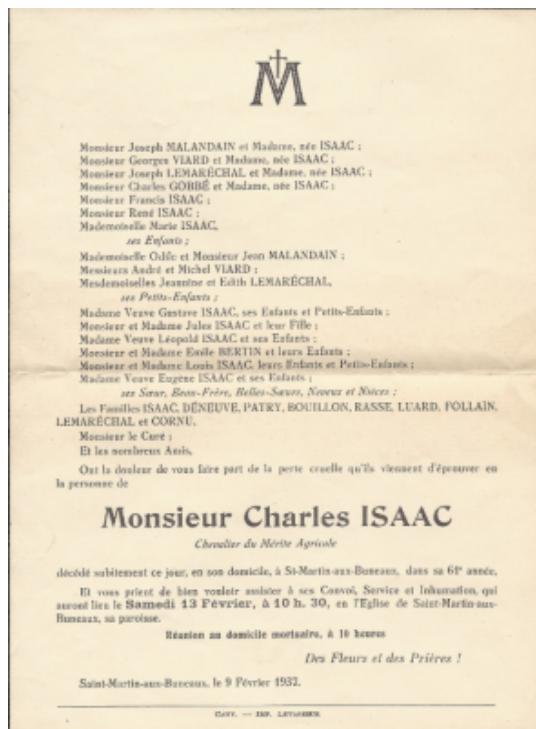 M
Monsieur Joseph MALANDAIN et Madame, née ISAAC ;
Monsieur Georges VIARD et Madame, née ISAAC ;
Monsieur Joseph LEMARÉCHAL et Madame, née ISAAC ;
Monsieur Charles GOBBÉ et Madame, née ISAAC ;
Monsieur Francis ISAAC ;
Monsieur René ISAAC ;
Mademoiselle Marie ISAAC,
ses Enfants ;
Mademoiselle Odile et Monsieur Jean MALANDAIN ;
Messieurs André et Michel VIARD ;
Mesdemoiselles Jeannine et Edith LEMARÉCHAL,
ses Petits-Enfants ;
Madame Veuve Gustave ISAAC, ses Enfants et Petits-Enfants ;
Monsieur et Madame Jules ISAAC et leur Fille ;
Madame Veuve Léopold ISAAC et ses Enfants ;
Monsieur et Madame Emile BERTIN et leurs Enfants ;
Monsieur et Madame Louis ISAAC, leurs Enfants et Petits-Enfants ;
Madame Veuve Eugène ISAAC et ses Enfants ;
ses Sœur, Beau-Frère, Belles-Sœurs, Neveux et Nièces ;
Les Familles ISAAC, DÉNEUVE, PATRY, BOUILLON, RASSE, LUARD, FOLLAIN,
LEMARÉCHAL et CORNU,
Monsieur le Curé ;
Et les nombreux Amis,
Ont la douleur de vous faire part de la perte cruelle qu'ils viennent d'éprouver en
la personne de
Monsieur Charles ISAAC
Chevalier du Mérite Agricole
décédé subitement ce jour, en son domicile, à St-Martin-aux-Buneaux, dans sa 61e année,
Et vous prient de bien vouloir assister à ses Convoi, Service et Inhumation, qui
auront lieu le Samedi 13 Février, à 10 h. 30, en l'Eglise de Saint-Martin-aux-
Buneaux, sa paroisse.
Réunion au domicile mortuaire, à 10 heures
Des Fleurs et des Prières !
Saint-Martin-aux-Buneaux, le 9 Février 1937.
CANY. — IMP. LEVASSEUR